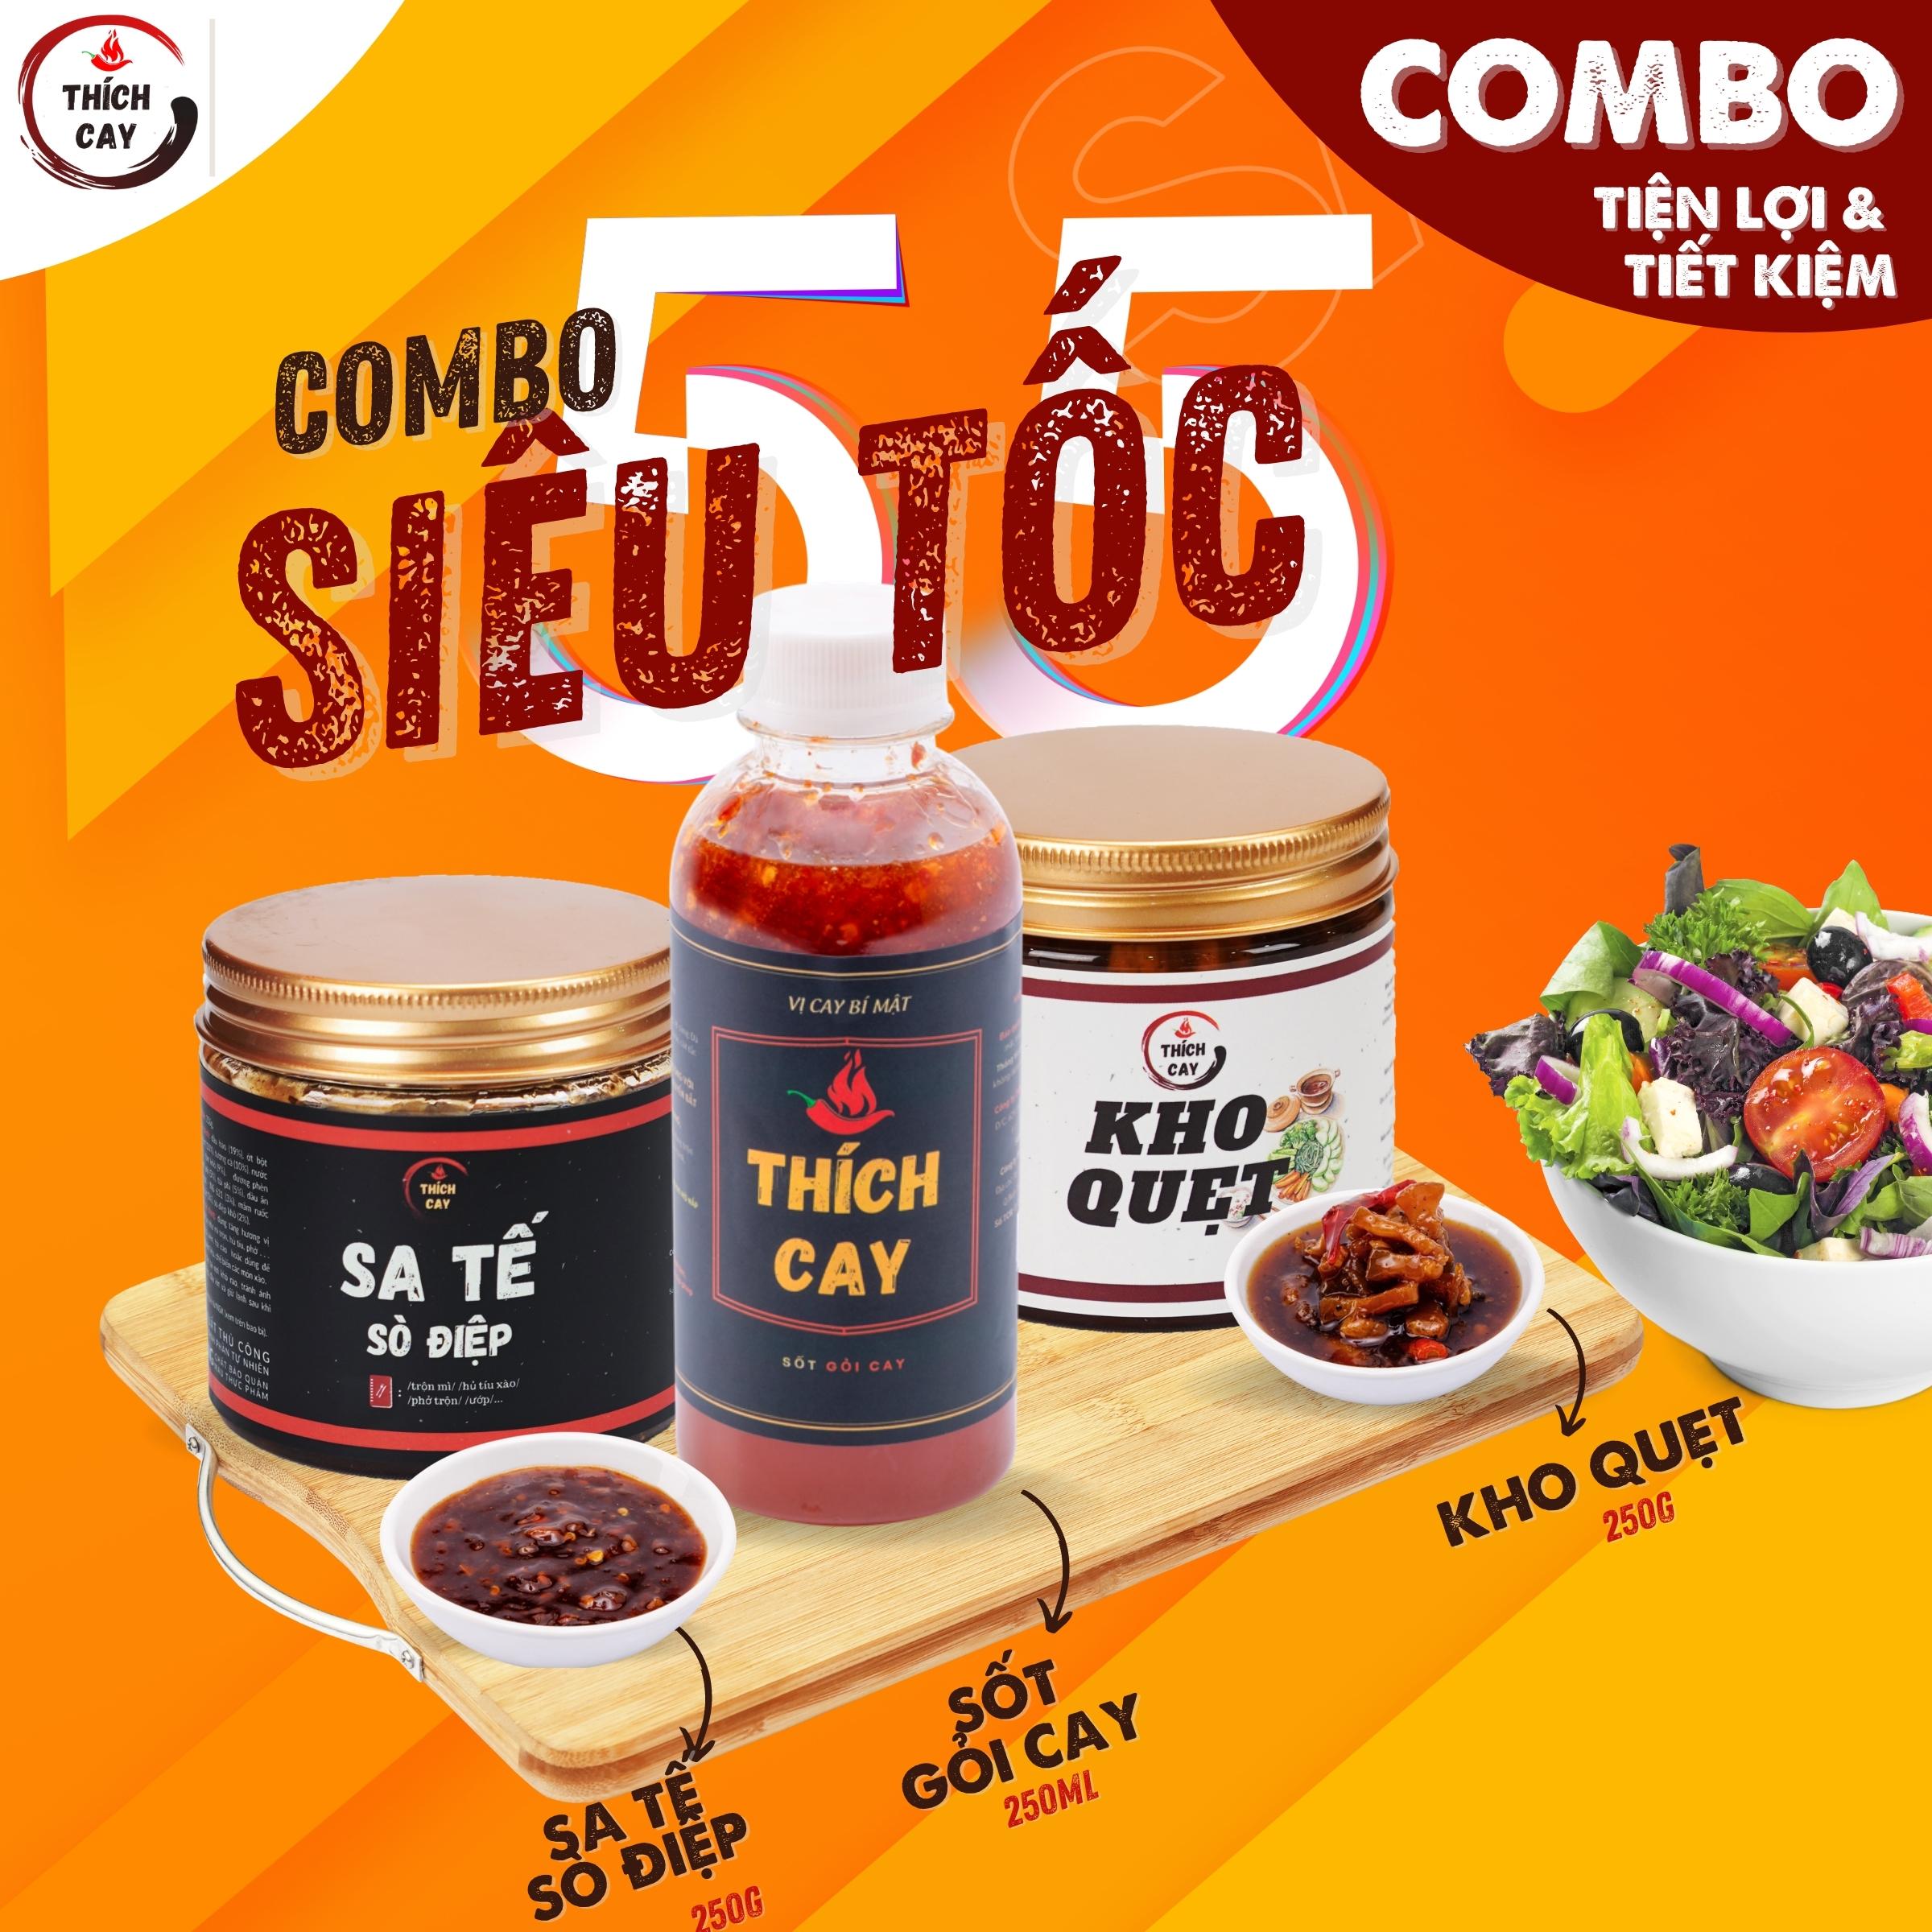 THÍCH
CAY
COMBO
TIỆN LỢI &
TIẾT KIỆM
55
COMBO
SIÊU TỐC
VỊ CAY BÍ MẬT
THÍCH
CAY
SỐT GỎI CAY
THÍCH
CAY
KHO
QUẸT
THÍCH
CAY
SA TẾ
SÒ ĐIỆP
/trộn mì/ /hủ tíu xào/
/phở trộn/ /ướp/...
KHO QUẸT
250G
SỐT
GỎI CAY
250ML
SA TẾ
SÒ ĐIỆP
250G